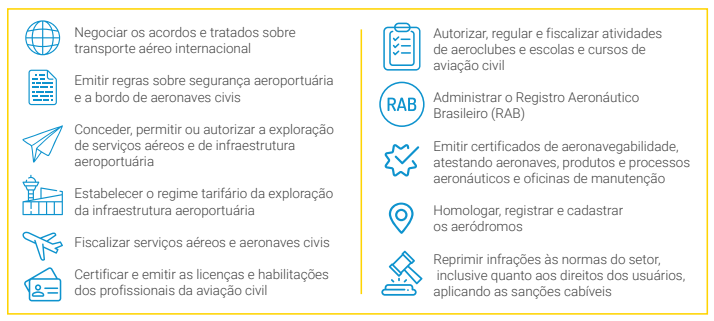 Negociar os acordos e tratados sobre
transporte aéreo internacional
Emitir regras sobre segurança aeroportuária
e a bordo de aeronaves civis
Conceder, permitir ou autorizar a exploração
de serviços aéreos e de infraestrutura
aeroportuária
Estabelecer o regime tarifário da exploração
da infraestrutura aeroportuária
Fiscalizar serviços aéreos e aeronaves civis
Certificar e emitir as licenças e habilitações
dos profissionais da aviação civil
Autorizar, regular e fiscalizar atividades
de aeroclubes e escolas e cursos de
aviação civil
RAB
Administrar o Registro Aeronáutico
Brasileiro (RAB)
Emitir certificados de aeronavegabilidade,
atestando aeronaves, produtos e processos
aeronáuticos e oficinas de manutenção
Homologar, registrar e cadastrar
os aeródromos
Reprimir infrações às normas do setor,
inclusive quanto aos direitos dos usuários,
aplicando as sanções cabíveis